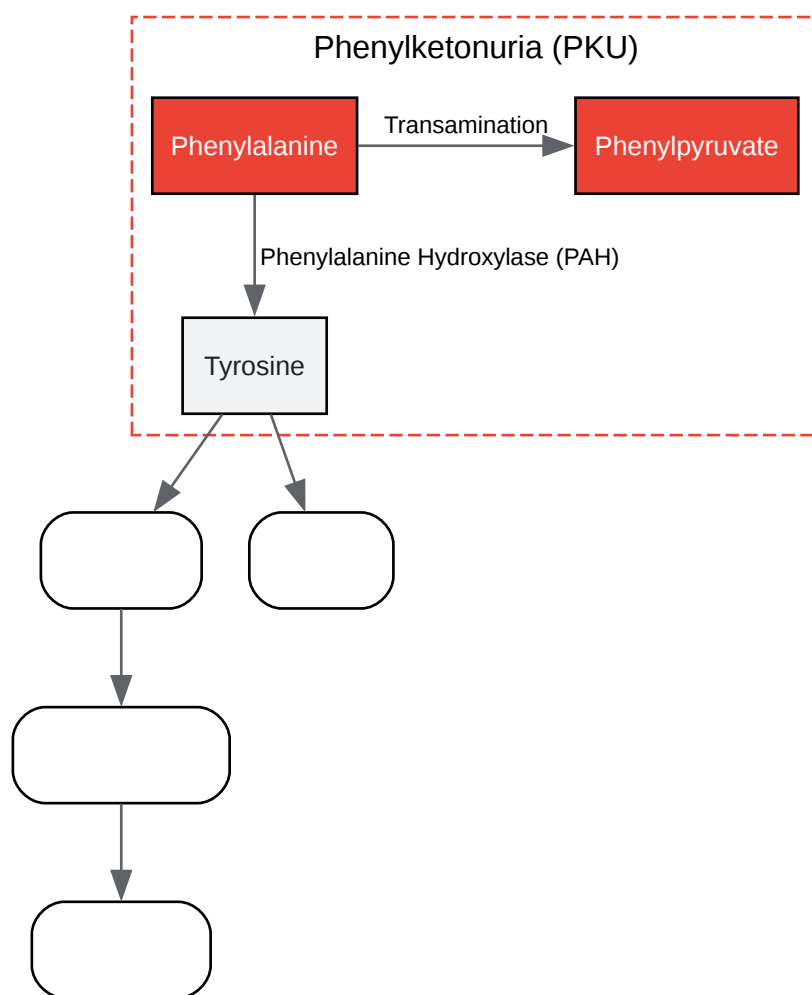 Phenylketonuria (PKU)
Phenylalanine
Transamination
Phenylpyruvate
Phenylalanine Hydroxylase (PAH)
Tyrosine